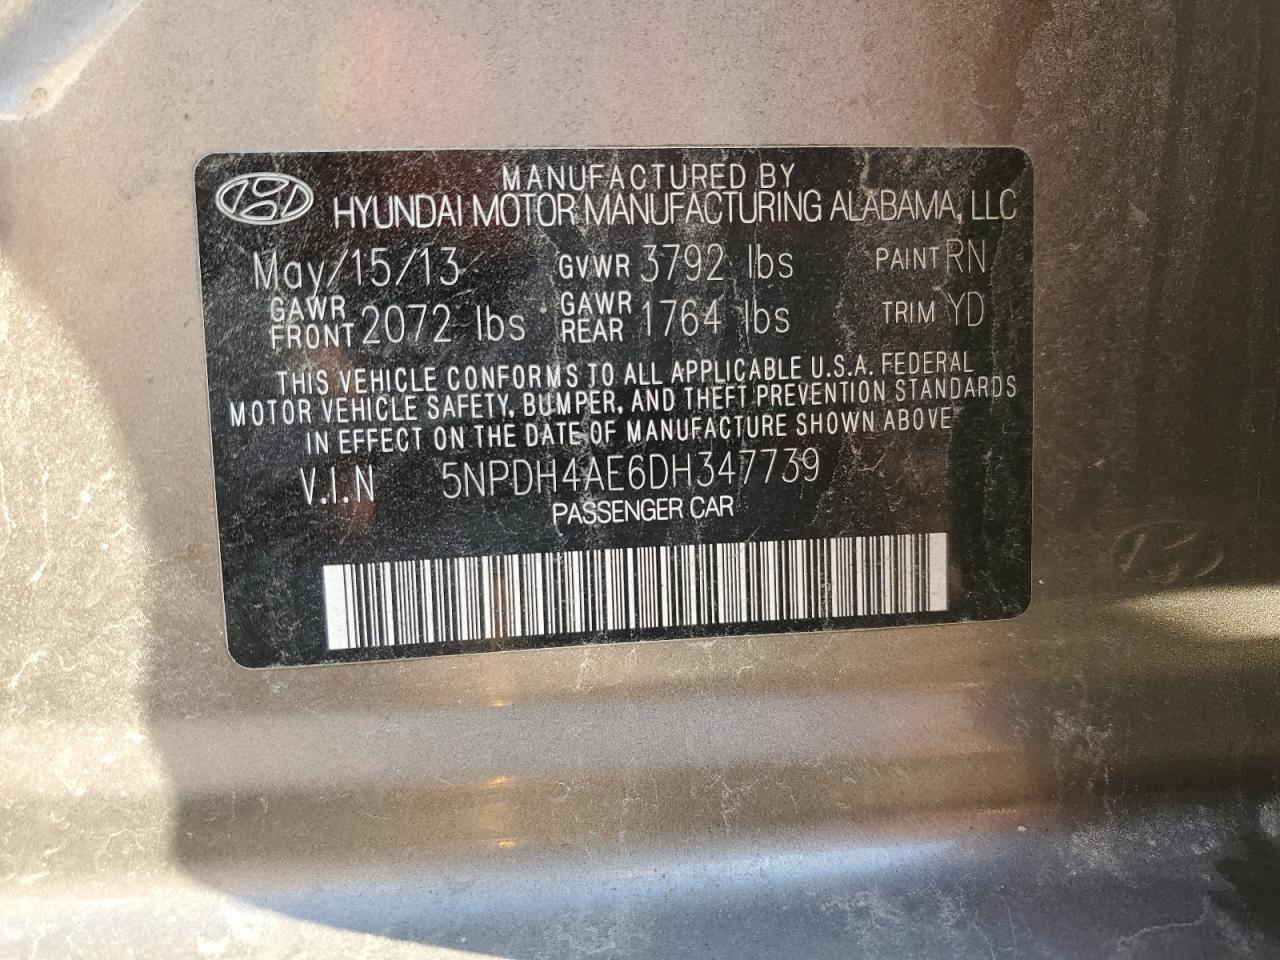 MANUFACTURED BY
HYUNDAI MOTOR MANUFACTURING ALABAMA, LLC
May/15/13 GVWR 3792 lbs PAINT RN
GAWR FRONT 2072 lbs GAWR REAR 1764 lbs TRIM YD
THIS VEHICLE CONFORMS TO ALL APPLICABLE U.S.A. FEDERAL
MOTOR VEHICLE SAFETY, BUMPER, AND THEFT PREVENTION STANDARDS
IN EFFECT ON THE DATE OF MANUFACTURE SHOWN ABOVE
V.I.N 5NPDH4AE6DH347739
PASSENGER CAR